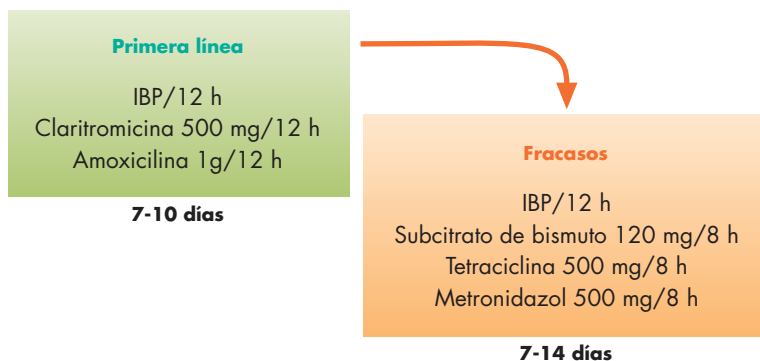 Primera línea
IBP/12 h
Claritromicina 500 mg/12 h
Amoxicilina 1g/12 h
7-10 días
Fracasos
IBP/12 h
Subcitrato de bismuto 120 mg/8 h
Tetraciclina 500 mg/8 h
Metronidazol 500 mg/8 h
7-14 días